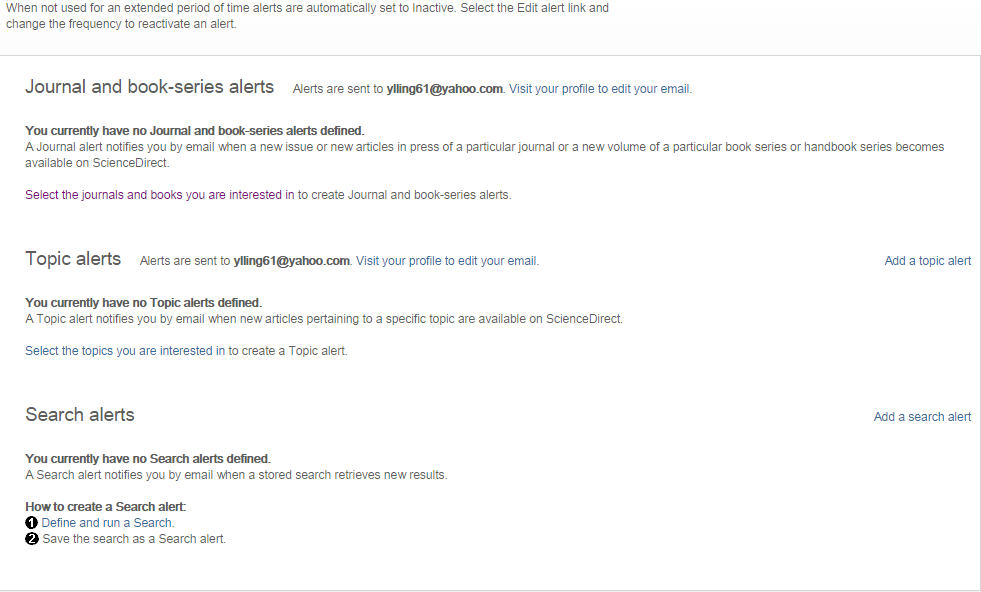 When not used for an extended period of time alerts are automatically set to Inactive. Select the Edit alert link and
change the frequency to reactivate an alert.
Journal and book-series alerts Alerts are sent to ylling61@yahoo.com. Visit your profile to edit your email.
You currently have no Journal and book-series alerts defined.
A Journal alert notifies you by email when a new issue or new articles in press of a particular journal or a new volume of a particular book series or handbook series becomes
available on ScienceDirect.
Select the journals and books you are interested in to create Journal and book-series alerts.
Topic alerts Alerts are sent to ylling61@yahoo.com. Visit your profile to edit your email. Add a topic alert
You currently have no Topic alerts defined.
A Topic alert notifies you by email when new articles pertaining to a specific topic are available on ScienceDirect.
Select the topics you are interested in to create a Topic alert.
Search alerts Add a search alert
You currently have no Search alerts defined.
A Search alert notifies you by email when a stored search retrieves new results.
How to create a Search alert:
1 Define and run a Search.
2 Save the search as a Search alert.